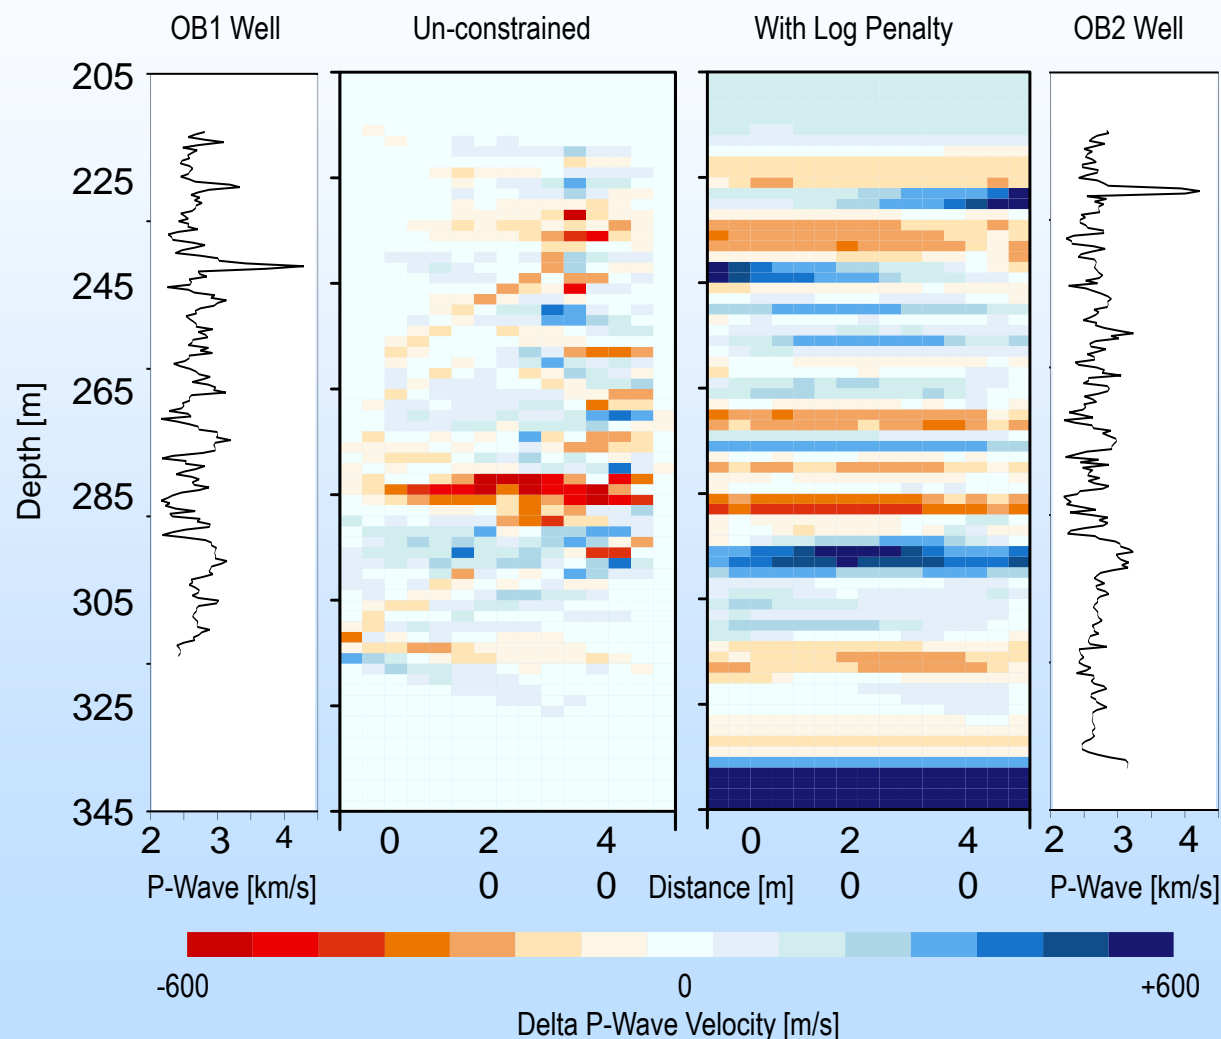 OB1 Well Un-constrained With Log Penalty OB2 Well
205
225
245
265
285
305
325
345
Depth [m]
2 3 4 0 2 4 0 2 4 2 3 4
P-Wave [km/s] 0 0 Distance [m] 0 0 P-Wave [km/s]
-600 0 +600
Delta P-Wave Velocity [m/s]